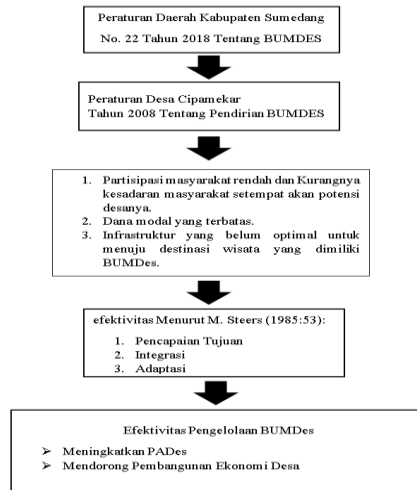 Peraturan Daerah Kabupaten Sumedang
No. 22 Tahun 2018 Tentang BUMDES
Peraturan Desa Cipamekar
Tahun 2008 Tentang Pendirian BUMDES
1. Partisipasi masyarakat rendah dan Kurangnya
kesadaran masyarakat setempat akan potensi
desanya.
2. Dana modal yang terbatas.
3. Infrastruktur yang belum optimal untuk
menuju destinasi wisata yang dimiliki
BUMDes.
efektivitas Menurut M. Steers (1985:53):
1. Pencapaian Tujuan
2. Integrasi
3. Adaptasi
Efektivitas Pengelolaan BUMDes
➤ Meningkatkan PADes
➤ Mendorong Pembangunan Ekonomi Desa